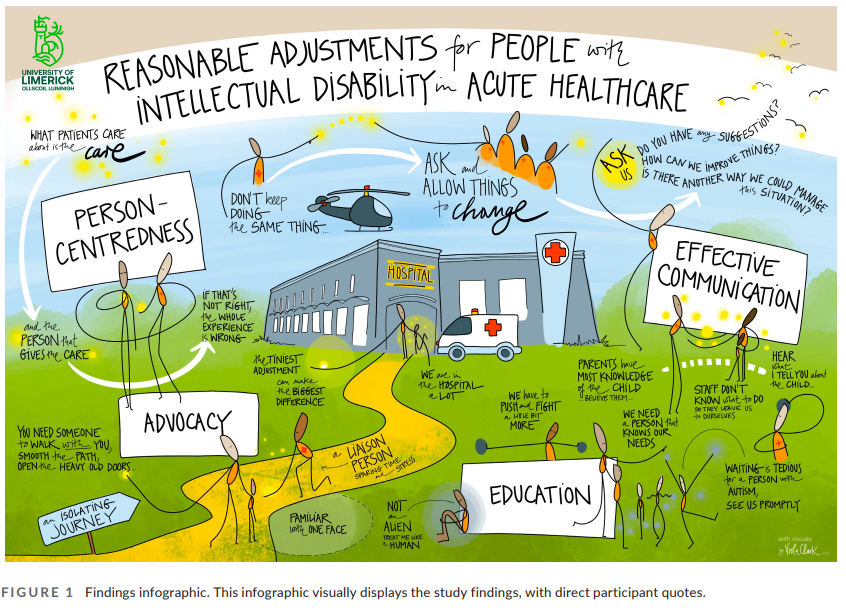 UNIVERSITY OF
LIMERICK
OLLSCOIL LUIMNIGH
REASONABLE ADJUSTMENTS for PEOPLE with
INTELLECTUAL DISABILITY in ACUTE HEALTHCARE
WHAT PATIENTS CARE
about is the care
PERSON-
CENTREDNESS
and the
PERSON that
GIVES the CARE
IF THAT'S
NOT RIGHT,
the WHOLE
EXPERIENCE
is WRONG
DON'T keep
DOING
the SAME THING...
ASK and
ALLOW THINGS
to change
ASK
US
DO YOU HAVE any SUGGESTIONS?
HOW CAN WE IMPROVE THINGS?
IS THERE ANOTHER WAY WE COULD MANAGE
this SITUATION?
HOSPITAL
EFFECTIVE
COMMUNICATION
the TINIEST
ADJUSTMENT
can make
the BIGGEST
DIFFERENCE
WE are in
the HOSPITAL
a LOT
PARENTS have
MOST KNOWLEDGE
of the CHILD
...BELIEVE THEM...
STAFF DON'T
KNOW what to DO
SO THEY LEAVE US
TO OURSELVES
HEAR
what
I TELL YOU about
the CHILD...
ADVOCACY
YOU NEED SOMEONE
to WALK with YOU,
SMOOTH the PATH,
OPEN the HEAVY OLD DOORS...
an ISOLATING
JOURNEY
a LIAISON
PERSON
SPARING TIME
and STRESS
FAMILIAR
with ONE FACE
WE have to
PUSH and FIGHT
a LITTLE BIT
MORE
WE NEED
a PERSON that
KNOWS OUR
NEEDS
NOT
an
ALIEN
TREAT ME LIKE
a HUMAN
EDUCATION
WAITING is TEDIOUS
for a PERSON with
AUTISM,
SEE US PROMPTLY
with visuals
by Viola Clark
FIGURE 1 Findings infographic. This infographic visually displays the study findings, with direct participant quotes.